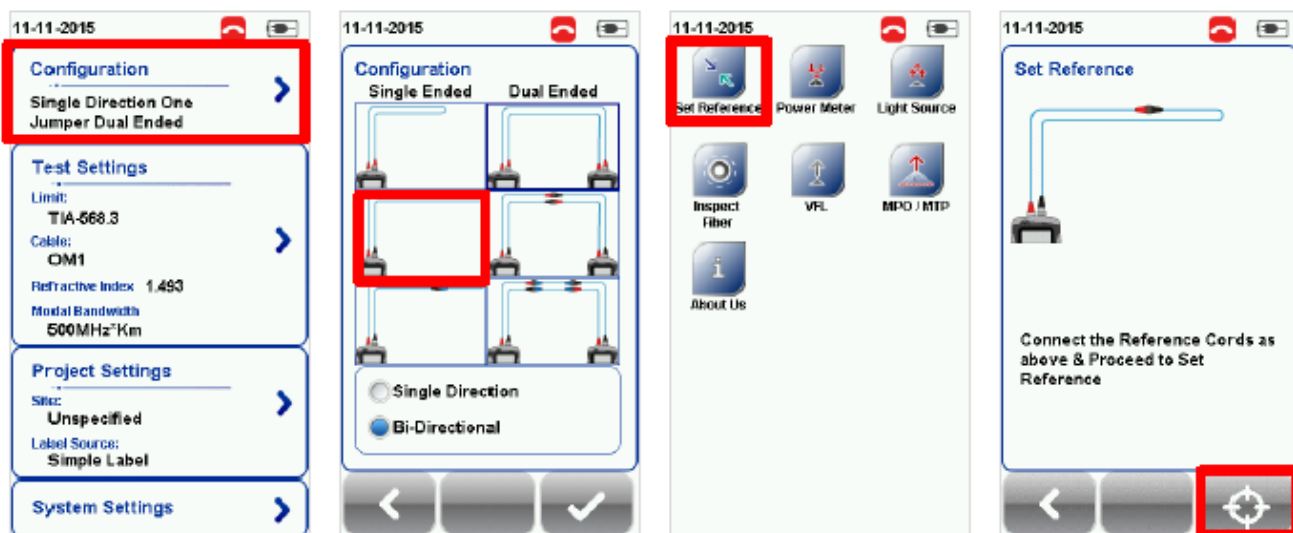 11-11-2015
Configuration
Single Direction One
Jumper Dual Ended
Test Settings
Limit:
TIA-568.3
Cable:
OM1
Refractive Index 1.493
Modal Bandwidth
500MHz*Km
Project Settings
Site:
Unspecified
Label Source:
Simple Label
System Settings
11-11-2015
Configuration
Single Ended Dual Ended
Single Direction
Bi-Directional
11-11-2015
Set Reference Power Meter Light Source
Inspect VFL MPO / MTP
Fiber
About Us
11-11-2015
Set Reference
Connect the Reference Cords as
above & Proceed to Set
Reference